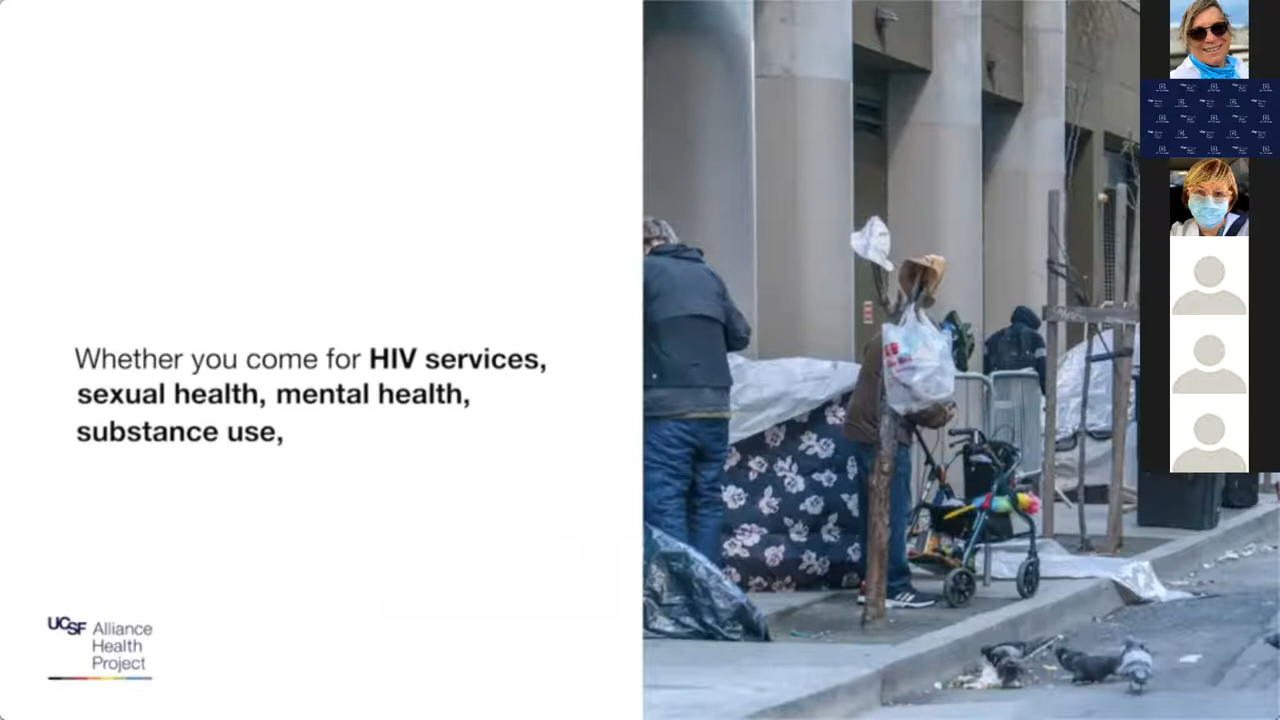 Whether you come for HIV services,
sexual health, mental health,
substance use,
UCSF Alliance
Health
Project